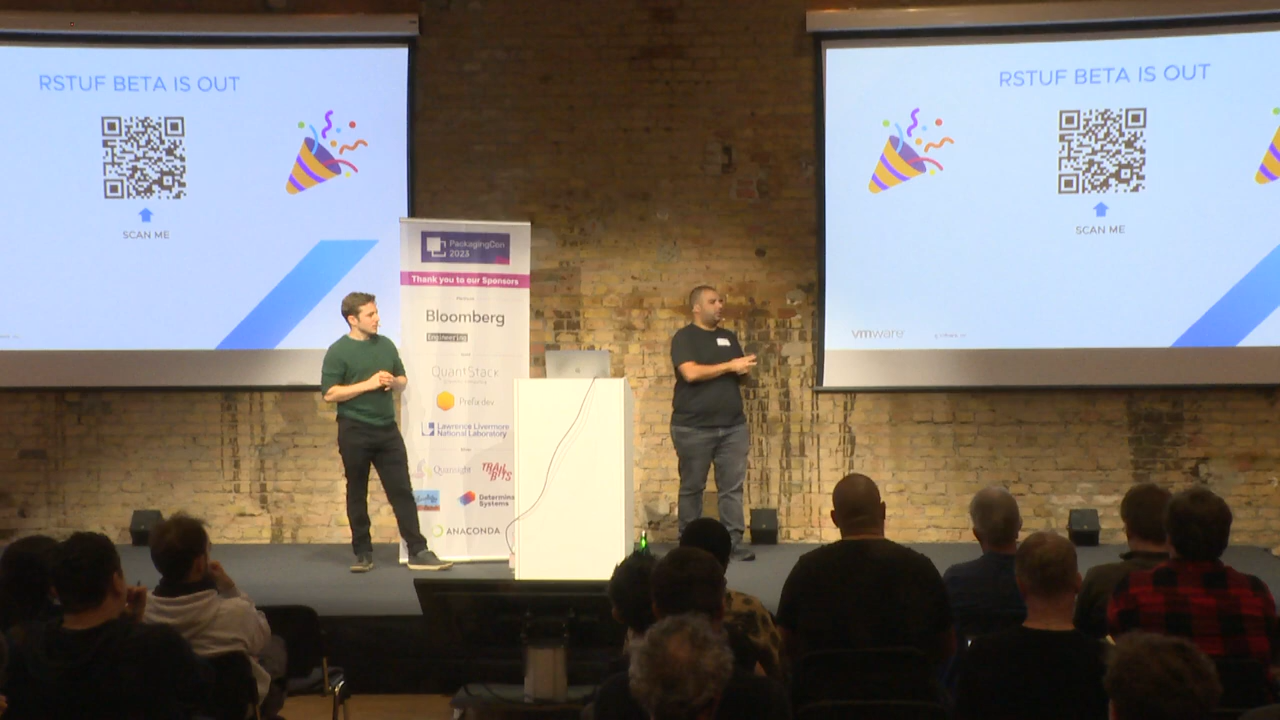 RSTUF BETA IS OUT
SCAN ME
PackagingCon
2023
Thank you to our Sponsors
Bloomberg
Engineering
QuantStack
Prefix.dev
Lawrence Livermore
National Laboratory
Quansight
TRAIL
BITS
Determinate
Systems
ANACONDA
RSTUF BETA IS OUT
SCAN ME
vmware